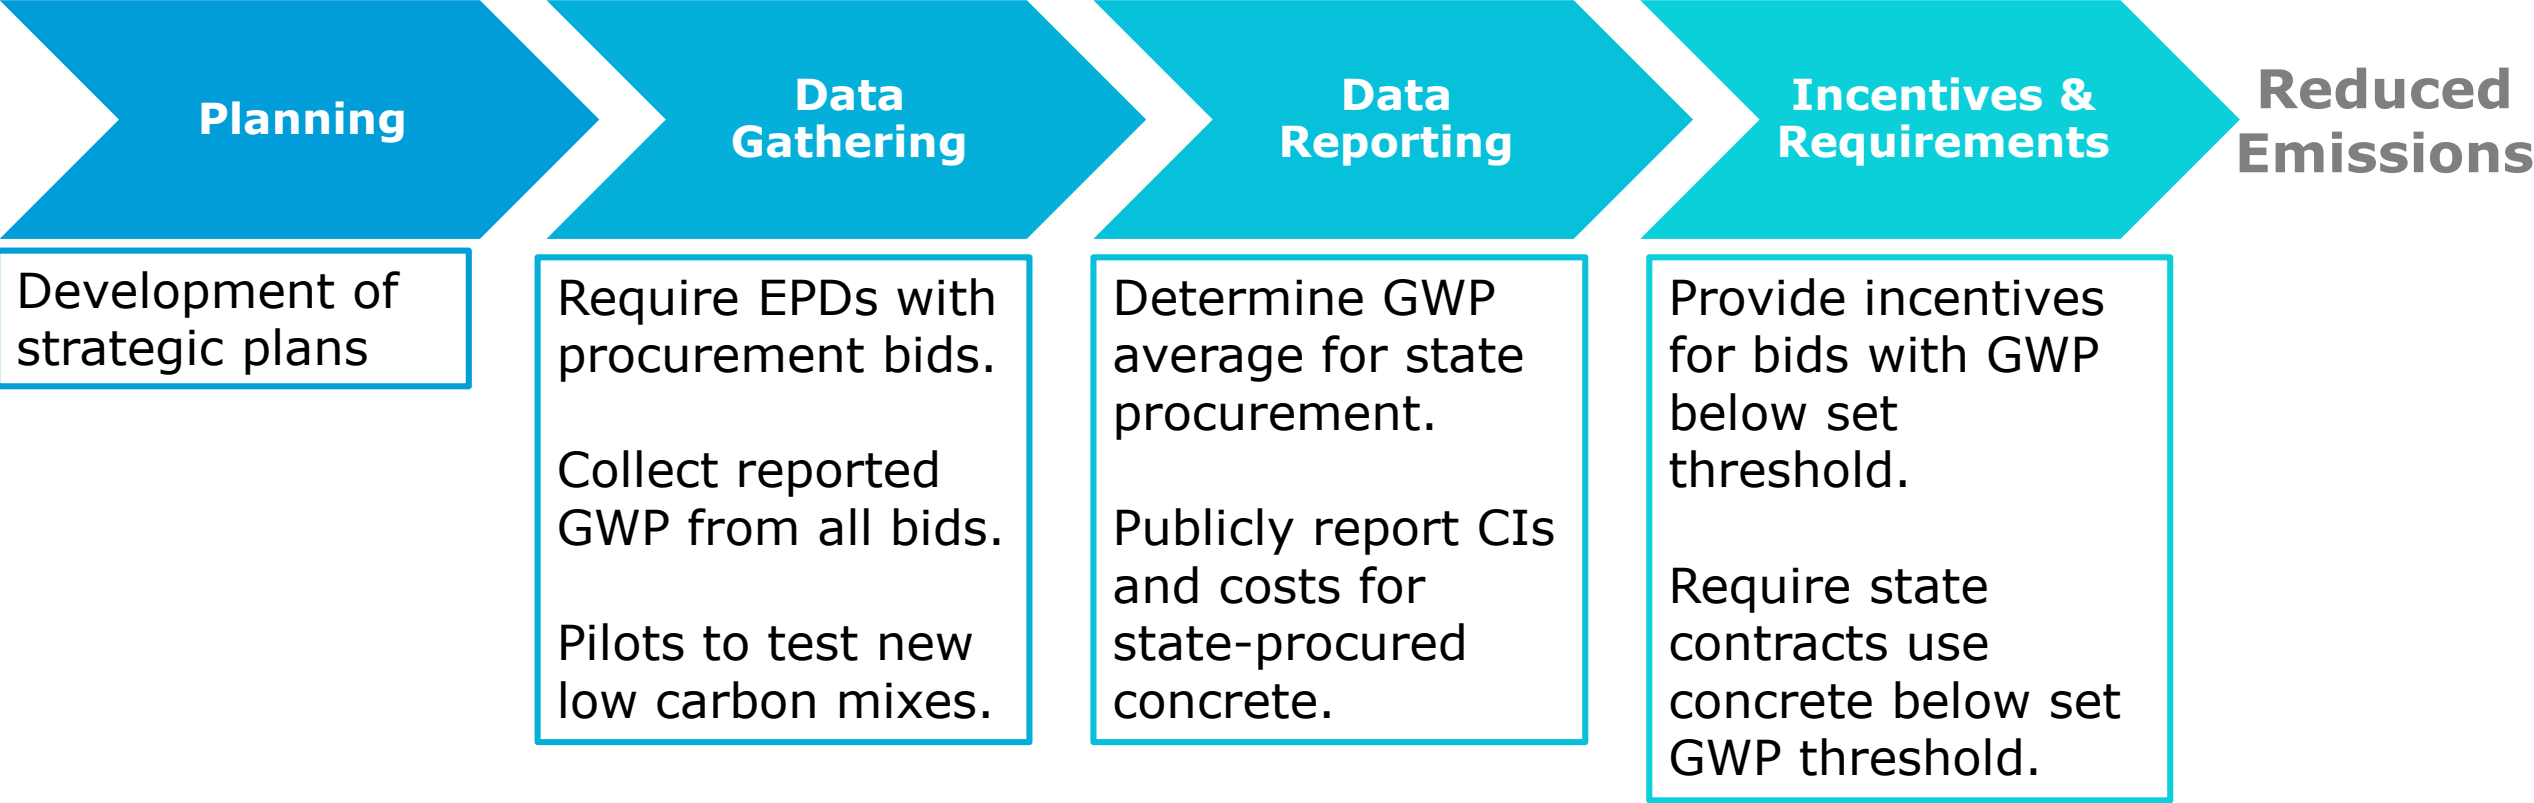 Planning
Data
Gathering
Data
Reporting
Incentives &
Requirements
Reduced
Emissions
Development of
strategic plans
Require EPDs with
procurement bids.
Collect reported
GWP from all bids.
Pilots to test new
low carbon mixes.
Determine GWP
average for state
procurement.
Publicly report CIs
and costs for
state-procured
concrete.
Provide incentives
for bids with GWP
below set
threshold.
Require state
contracts use
concrete below set
GWP threshold.